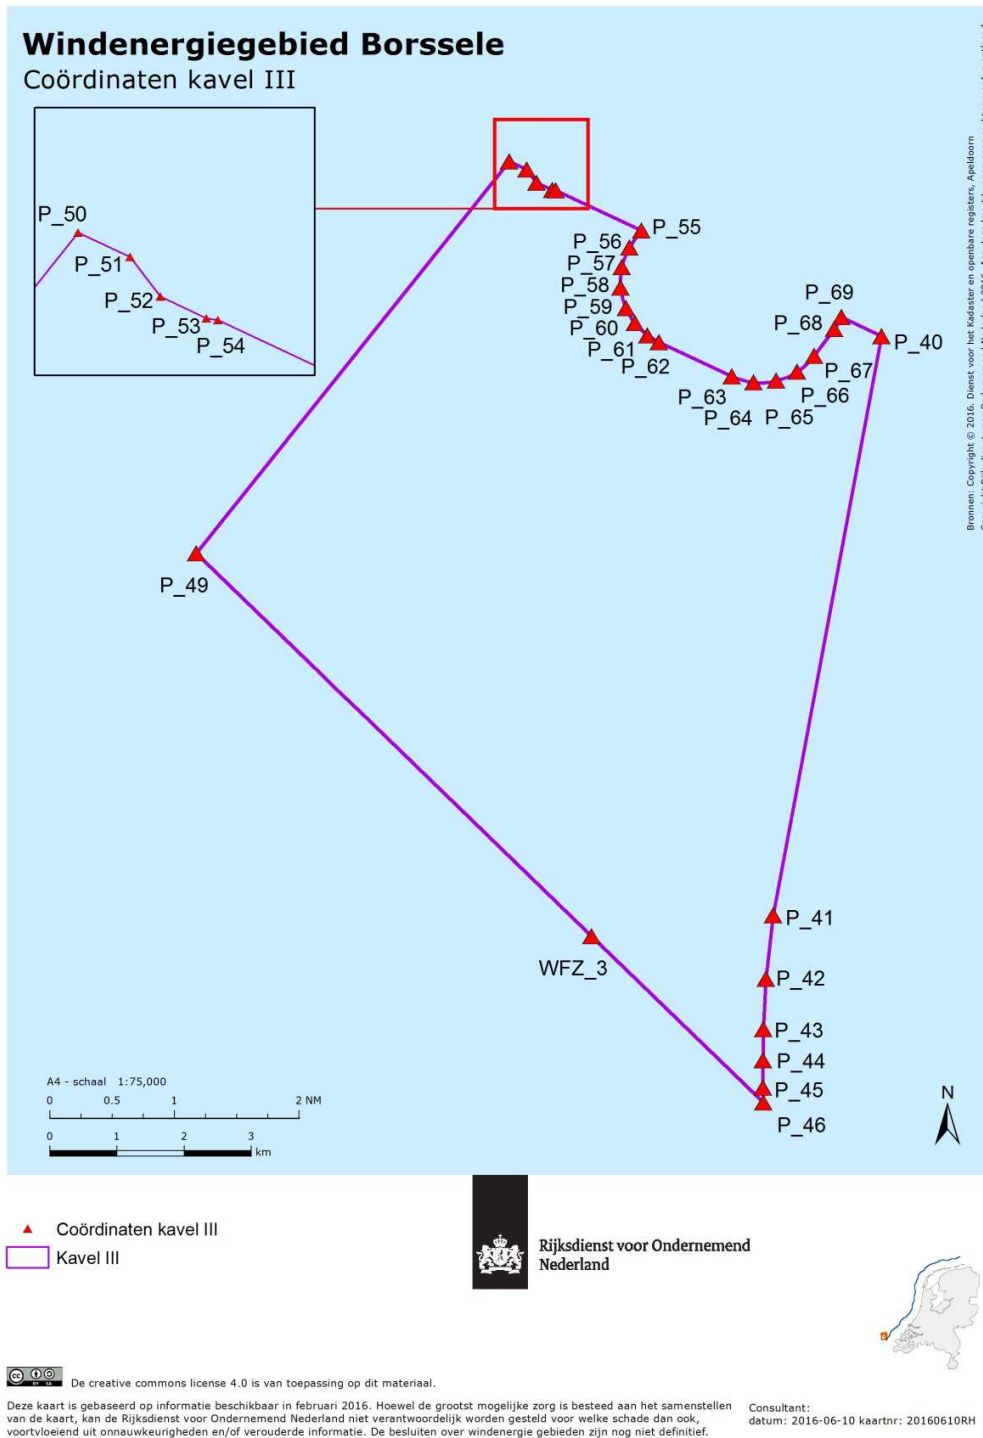 Windenergiegebied Borssele
Coördinaten kavel III
P_50
P_51
P_52
P_53
P_54
P_55
P_56
P_57
P_58
P_59
P_60
P_61
P_62
P_63
P_64
P_65
P_66
P_67
P_68
P_69
P_40
P_49
P_41
WFZ_3
P_42
P_43
P_44
P_45
P_46
A4 - schaal 1:75,000
0 0.5 1 2 NM
0 1 2 3
km
N
Bronnen: Copyright © 2016, Dienst voor het Kadaster en openbare registers, Apeldoorn
Coördinaten kavel III
Kavel III
Rijksdienst voor Ondernemend
Nederland
cc BY SA
De creative commons license 4.0 is van toepassing op dit materiaal.
Deze kaart is gebaseerd op informatie beschikbaar in februari 2016. Hoewel de grootst mogelijke zorg is besteed aan het samenstellen
van de kaart, kan de Rijksdienst voor Ondernemend Nederland niet verantwoordelijk worden gesteld voor welke schade dan ook,
voortvloeiend uit onnauwkeurigheden en/of verouderde informatie. De besluiten over windenergie gebieden zijn nog niet definitief.
Consultant:
datum: 2016-06-10 kaartnr: 20160610RH